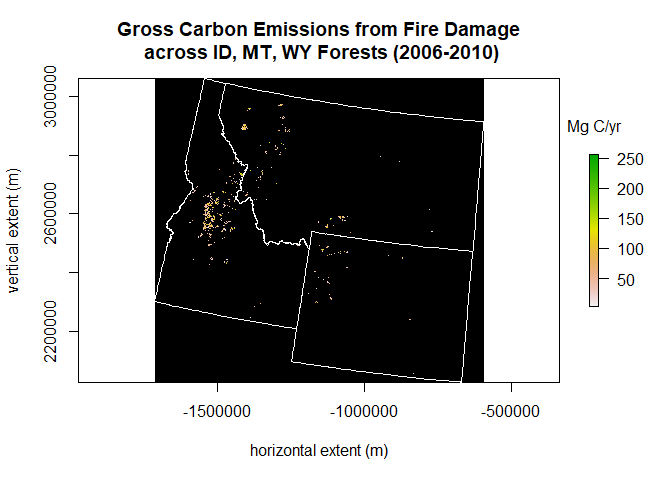 Gross Carbon Emissions from Fire Damage
across ID, MT, WY Forests (2006-2010)
Mg C/yr
250
200
150
100
50
vertical extent (m)
3000000
2600000
2200000
-1500000
-1000000
-500000
horizontal extent (m)